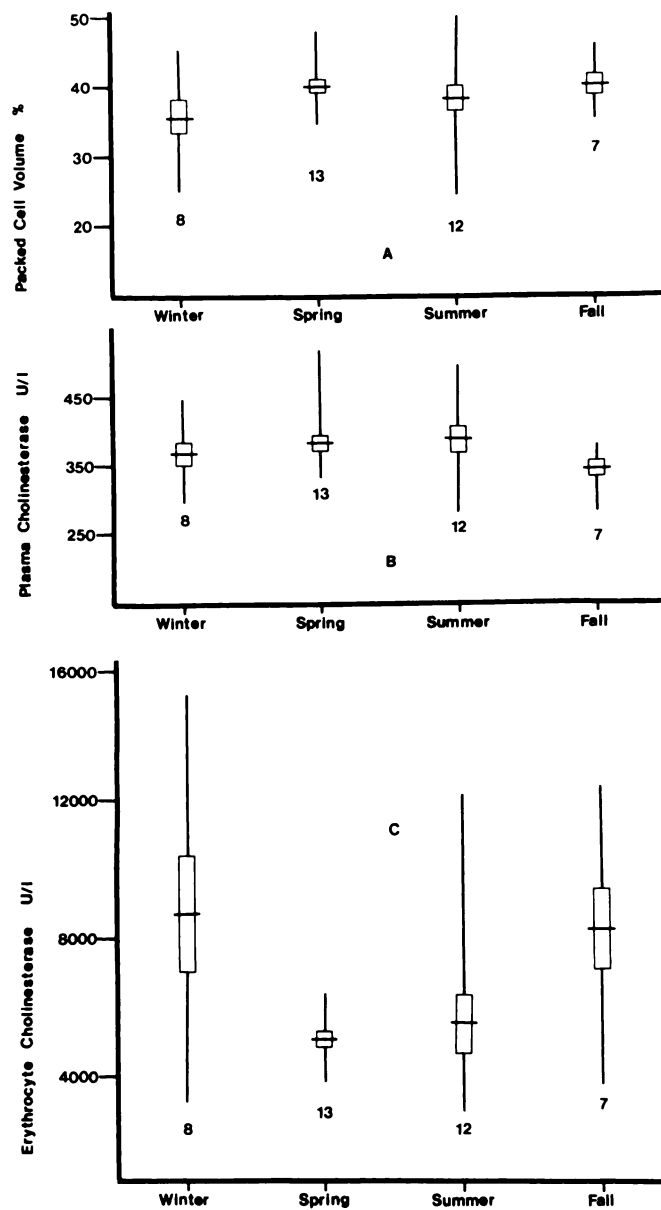 Packed Cell Volume %
50
40
30
20
8
13
12
7
A
Winter
Spring
Summer
Fall
Plasma Cholinesterase U/l
450
350
250
8
13
12
7
B
Winter
Spring
Summer
Fall
Erythrocyte Cholinesterase U/l
16000
12000
8000
4000
C
8
13
12
7
Winter
Spring
Summer
Fall